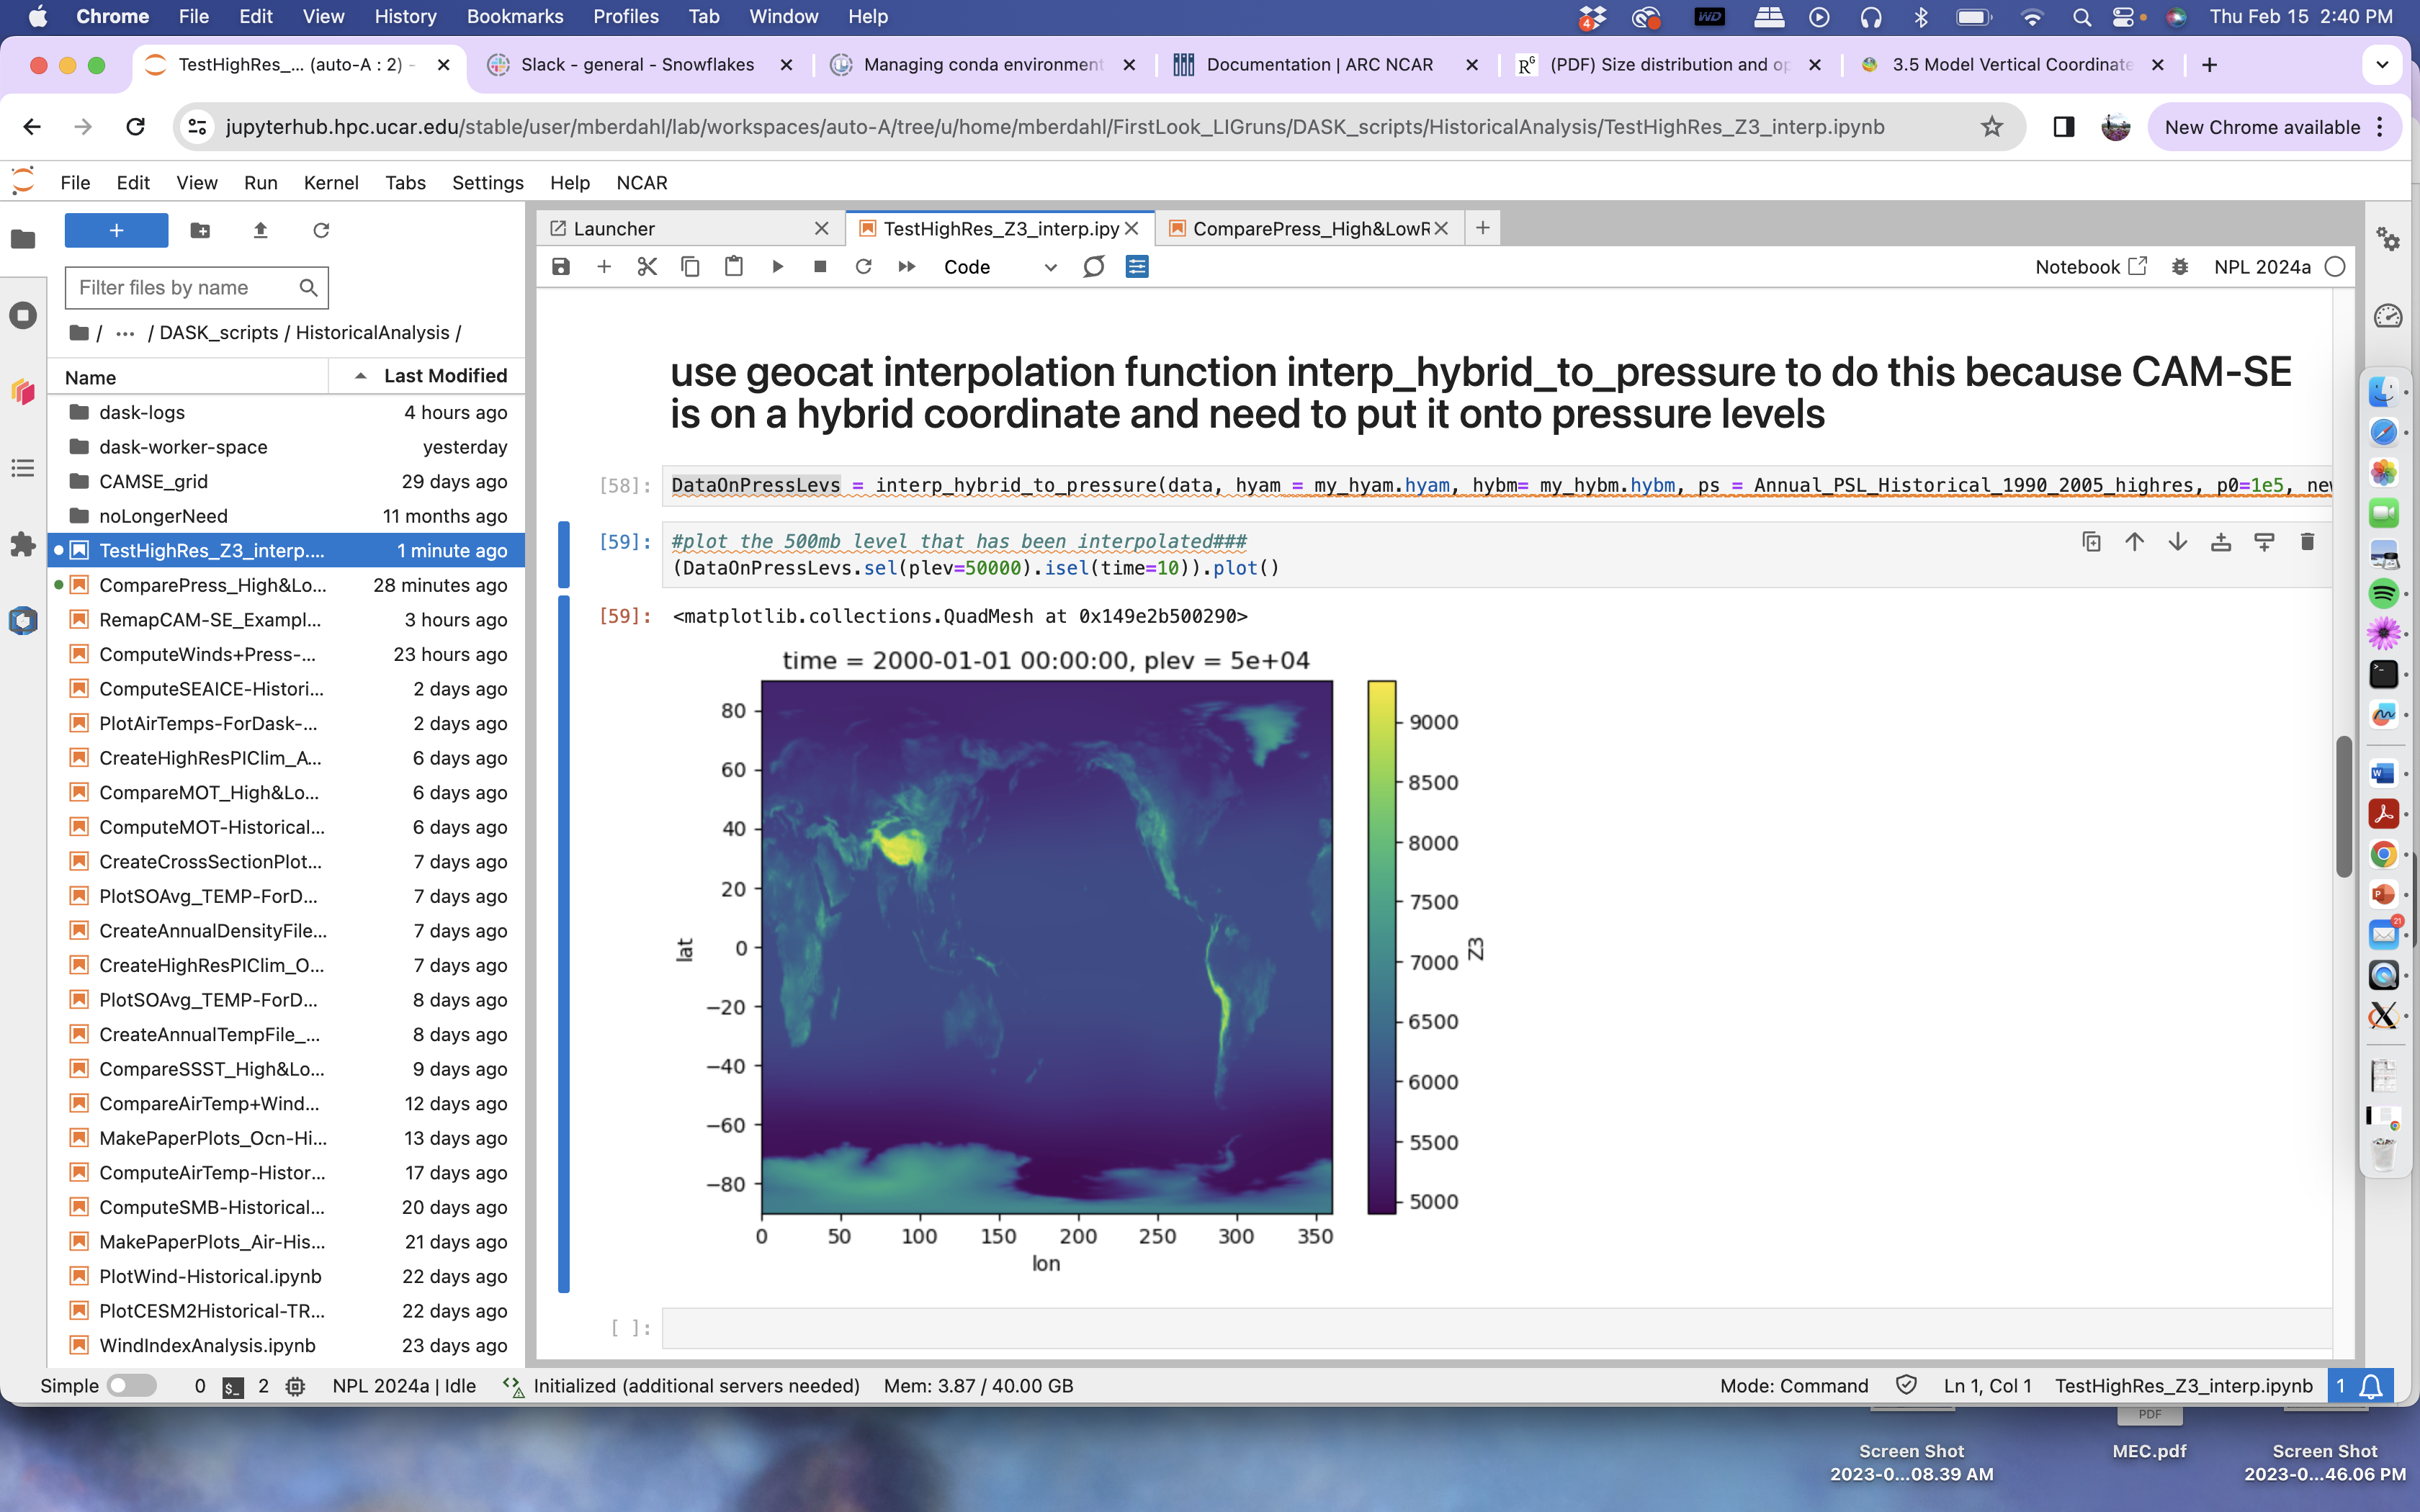 Chrome File Edit View History Bookmarks Profiles Tab Window Help
4 WD Thu Feb 15 2:40 PM
TestHighRes_... (auto-A : 2) -
Slack - general - Snowflakes
Managing conda environment
Documentation | ARC NCAR
RG (PDF) Size distribution and op
3.5 Model Vertical Coordinate
jupyterhub.hpc.ucar.edu/stable/user/mberdahl/lab/workspaces/auto-A/tree/u/home/mberdahl/FirstLook_LIGruns/DASK_scripts/HistoricalAnalysis/TestHighRes_Z3_interp.ipynb
New Chrome available
File Edit View Run Kernel Tabs Settings Help NCAR
Launcher
TestHighRes_Z3_interp.ipy
ComparePress_High&LowR
Code
Notebook
NPL 2024a
Filter files by name
/ ... / DASK_scripts / HistoricalAnalysis /
Name Last Modified
dask-logs 4 hours ago
dask-worker-space yesterday
CAMSE_grid 29 days ago
noLongerNeed 11 months ago
TestHighRes_Z3_interp.... 1 minute ago
ComparePress_High&Lo... 28 minutes ago
RemapCAM-SE_Exampl... 3 hours ago
ComputeWinds+Press-... 23 hours ago
ComputeSEAICE-Histori... 2 days ago
PlotAirTemps-ForDask-... 2 days ago
CreateHighResPIClim_A... 6 days ago
CompareMOT_High&Lo... 6 days ago
ComputeMOT-Historical... 6 days ago
CreateCrossSectionPlot... 7 days ago
PlotSOAvg_TEMP-ForD... 7 days ago
CreateAnnualDensityFile... 7 days ago
CreateHighResPIClim_O... 7 days ago
PlotSOAvg_TEMP-ForD... 8 days ago
CreateAnnualTempFile_... 8 days ago
CompareSSST_High&Lo... 9 days ago
CompareAirTemp+Wind... 12 days ago
MakePaperPlots_Ocn-Hi... 13 days ago
ComputeAirTemp-Histor... 17 days ago
ComputeSMB-Historical... 20 days ago
MakePaperPlots_Air-His... 21 days ago
PlotWind-Historical.ipynb 22 days ago
PlotCESM2Historical-TR... 22 days ago
WindIndexAnalysis.ipynb 23 days ago
use geocat interpolation function interp_hybrid_to_pressure to do this because CAM-SE
is on a hybrid coordinate and need to put it onto pressure levels
[58]: DataOnPressLevs = interp_hybrid_to_pressure(data, hyam = my_hyam.hyam, hybm= my_hybm.hybm, ps = Annual_PSL_Historical_1990_2005_highres, p0=1e5, nev
[59]: #plot the 500mb level that has been interpolated###
(DataOnPressLevs.sel(plev=50000).isel(time=10)).plot()
[59]: <matplotlib.collections.QuadMesh at 0x149e2b500290>
time = 2000-01-01 00:00:00, plev = 5e+04
80
60
40
20
0
−20
−40
−60
−80
lat
0 50 100 150 200 250 300 350
lon
9000
8500
8000
7500
7000
6500
6000
5500
5000
Z3
[ ]:
21
Simple 0 2 NPL 2024a | Idle Initialized (additional servers needed) Mem: 3.87 / 40.00 GB Mode: Command Ln 1, Col 1 TestHighRes_Z3_interp.ipynb 1
PDF
Screen Shot
2023-0...08.39 AM
MEC.pdf
Screen Shot
2023-0...46.06 PM